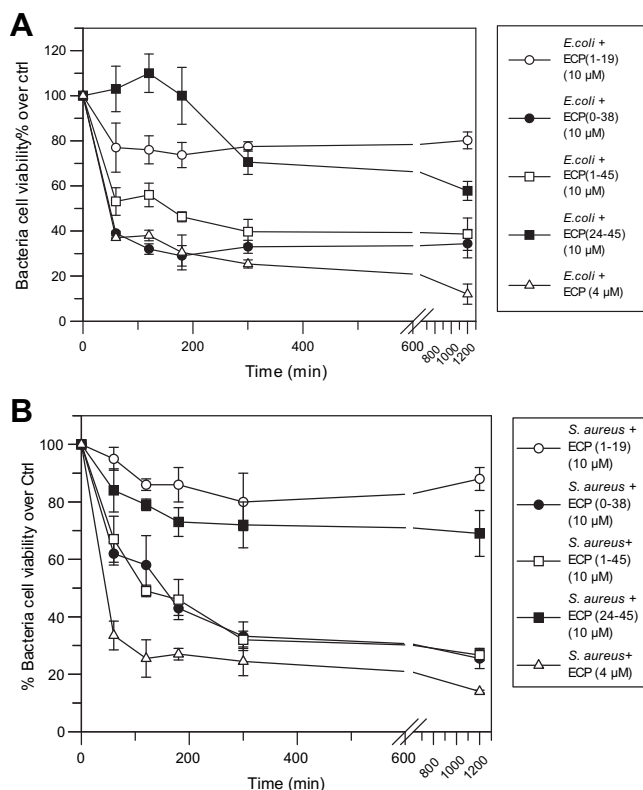 A
Bacteria cell viability% over ctrl
120
100
80
60
40
20
0
0
200
400
600
800
1000
1200
Time (min)
E.coli +
ECP(1-19)
(10 µM)
E.coli +
ECP(0-38)
(10 µM)
E.coli +
ECP(1-45)
(10 µM)
E.coli +
ECP(24-45)
(10 µM)
E.coli +
ECP (4 µM)
B
% Bacteria cell viability over Ctrl
100
80
60
40
20
0
0
200
400
600
800
1000
1200
Time (min)
S. aureus +
ECP (1-19)
(10 µM)
S. aureus +
ECP (0-38)
(10 µM)
S. aureus+
ECP (1-45)
(10 µM)
S. aureus +
ECP (24-45)
(10 µM)
S. aureus+
ECP (4 µM)